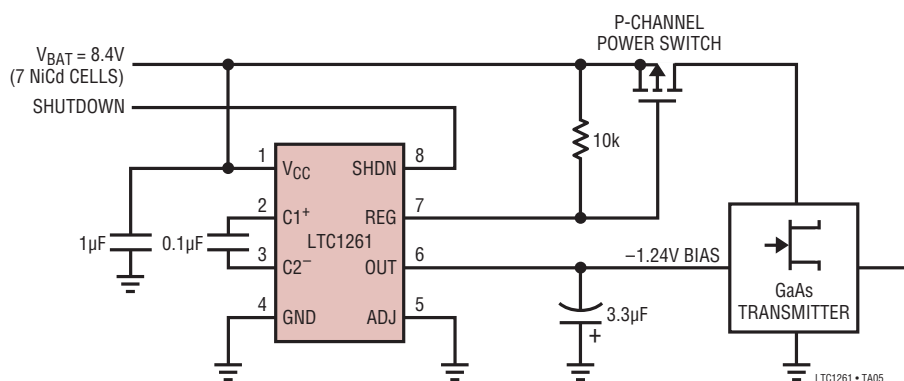 P-CHANNEL
POWER SWITCH
VBAT = 8.4V
(7 NiCd CELLS)
SHUTDOWN
10k
1
VCC
SHDN
8
2
C1+
REG
7
1µF
0.1µF
LTC1261
3
C2−
OUT
6
−1.24V BIAS
4
GND
ADJ
5
3.3µF
+
GaAs
TRANSMITTER
LTC1261 • TA05